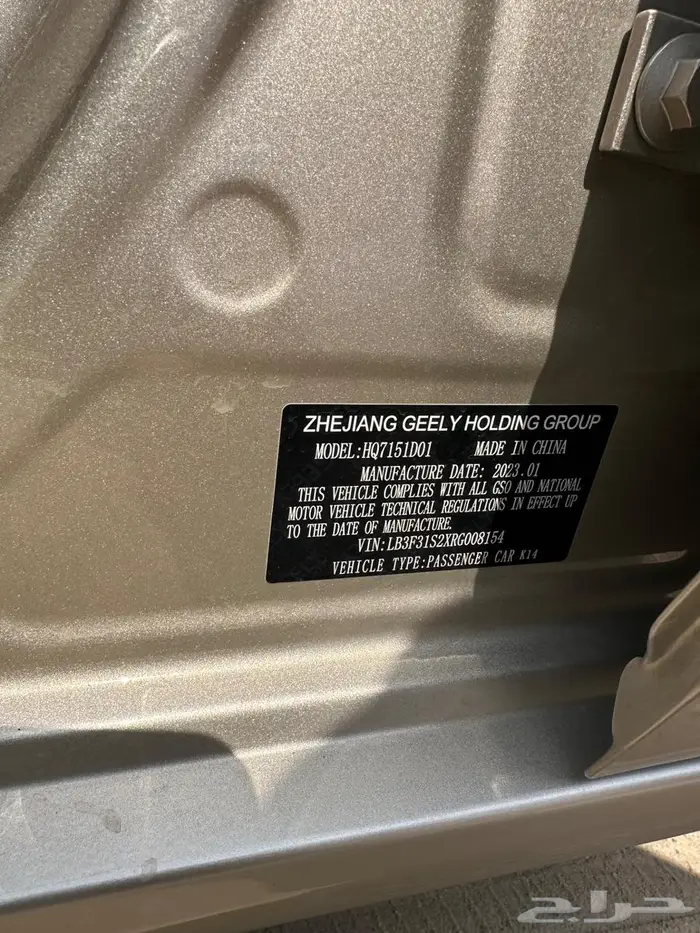 ZHEJIANG GEELY HOLDING GROUP
MODEL:HQ7151D01 MADE IN CHINA
MANUFACTURE DATE: 2023.01
THIS VEHICLE COMPLIES WITH ALL GSO AND NATIONAL
MOTOR VEHICLE TECHNICAL REGULATIONS IN EFFECT UP
TO THE DATE OF MANUFACTURE.
VIN:LB3F31S2XRG008154
VEHICLE TYPE:PASSENGER CAR K14
حراج